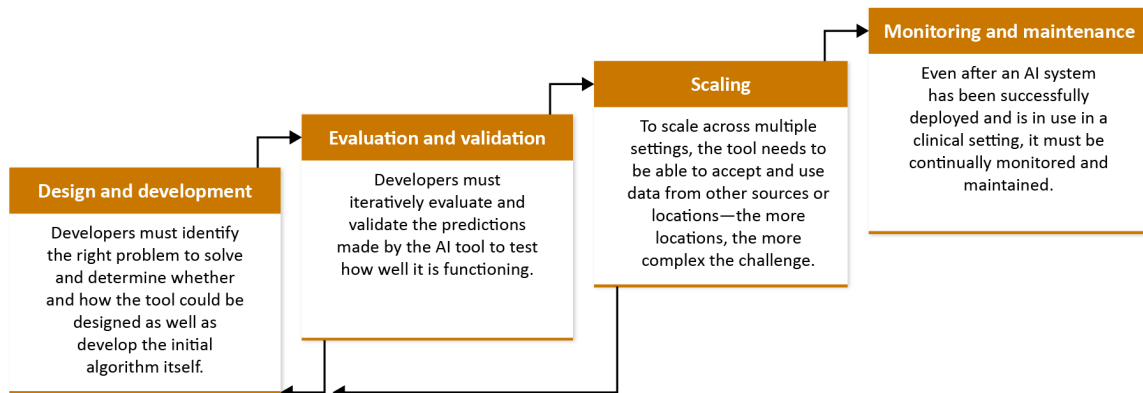 Design and development
Developers must identify
the right problem to solve
and determine whether
and how the tool could be
designed as well as
develop the initial
algorithm itself.
Evaluation and validation
Developers must
iteratively evaluate and
validate the predictions
made by the AI tool to test
how well it is functioning.
Scaling
To scale across multiple
settings, the tool needs to
be able to accept and use
data from other sources or
locations—the more
locations, the more
complex the challenge.
Monitoring and maintenance
Even after an AI system
has been successfully
deployed and is in use in a
clinical setting, it must be
continually monitored and
maintained.